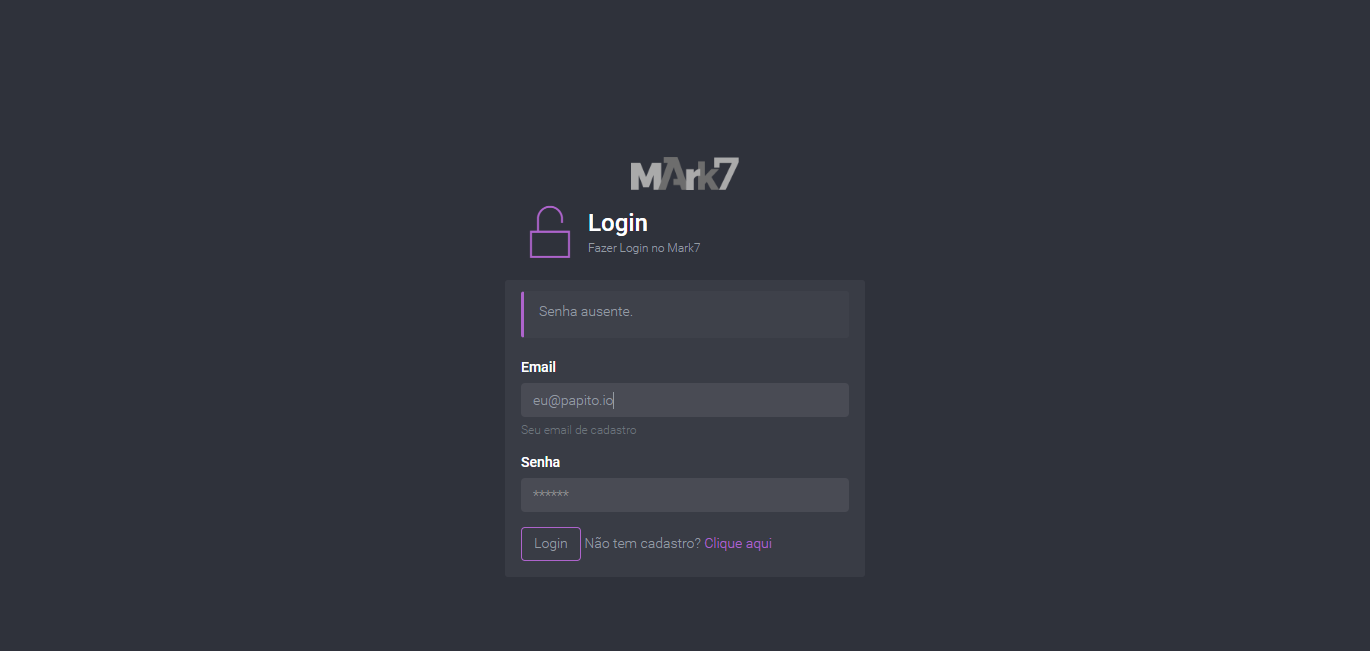 MArk7
Login
Fazer Login no Mark7
Senha ausente.
Email
eu@papito.io
Seu email de cadastro
Senha
******
Login Não tem cadastro? Clique aqui